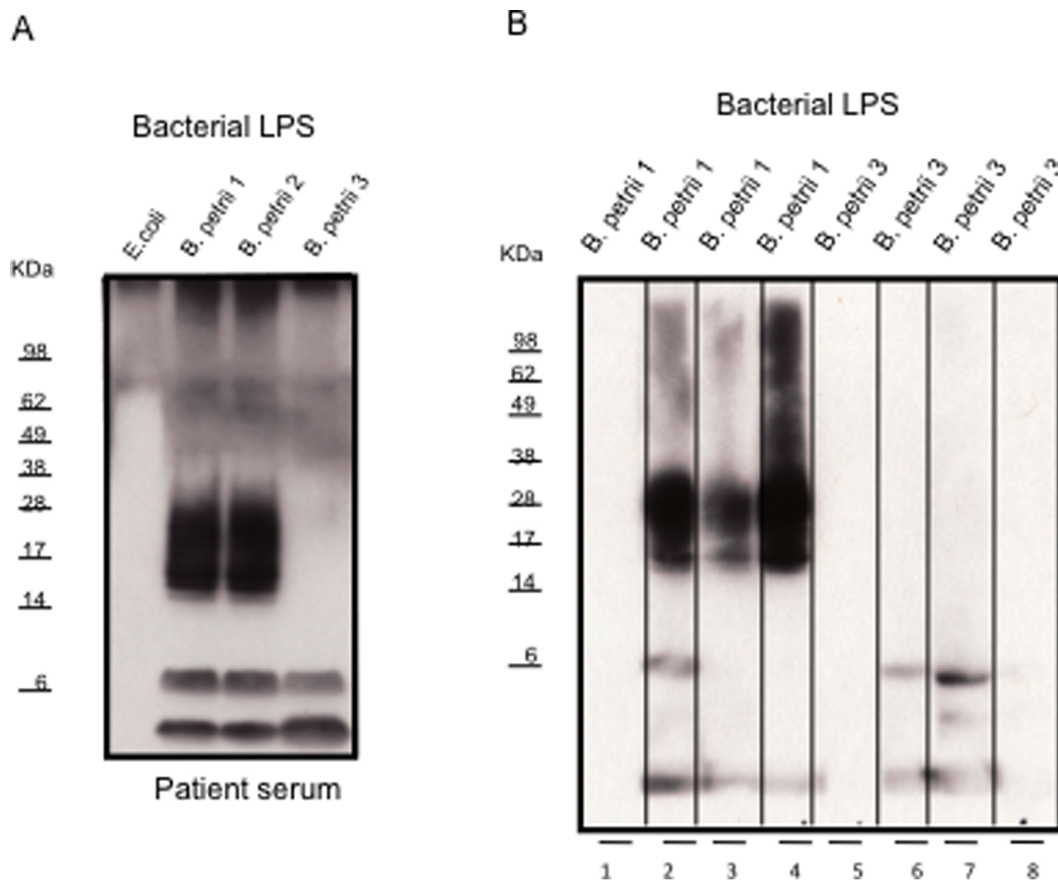 A
Bacterial LPS
E.coli
B. petrii 1
B. petrii 2
B. petrii 3
KDa
98
62
49
38
28
17
14
6
Patient serum
B
Bacterial LPS
B. petrii 1
B. petrii 1
B. petrii 1
B. petrii 1
B. petrii 3
B. petrii 3
B. petrii 3
B. petrii 3
KDa
98
62
49
38
28
17
14
6
1 2 3 4 5 6 7 8